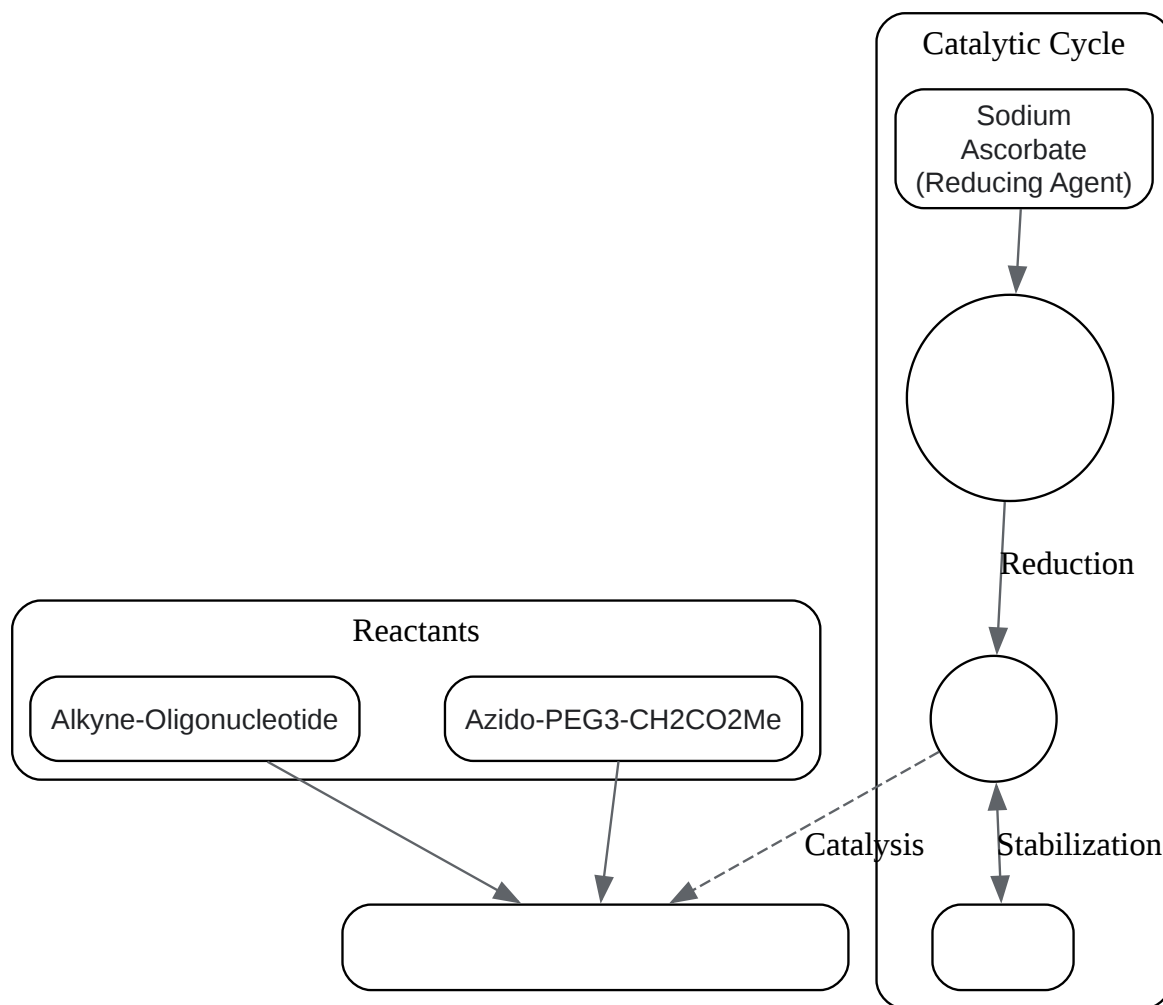 Catalytic Cycle
Sodium
Ascorbate
(Reducing Agent)
Reduction
Reactants
Alkyne-Oligonucleotide
Azido-PEG3-CH2CO2Me
Catalysis
Stabilization